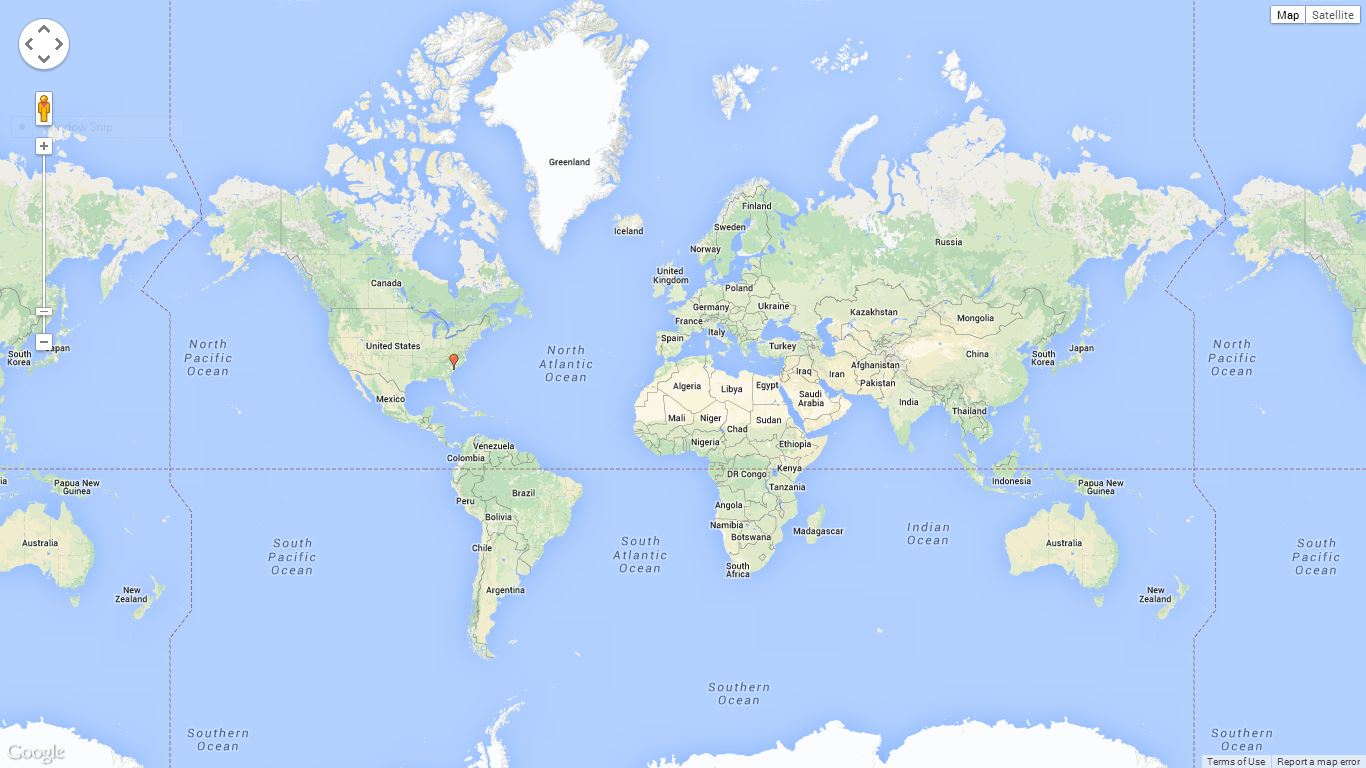 Map
Satellite
Window Snip
Greenland
Iceland
Finland
Sweden
Norway
Russia
United
Kingdom
Canada
Poland
Germany
Ukraine
France
Kazakhstan
Mongolia
Italy
Spain
United States
Turkey
China
South
Korea
Japan
South
Korea
Japan
North
Pacific
Ocean
North
Atlantic
Ocean
North
Pacific
Ocean
Iraq
Iran
Afghanistan
Pakistan
Algeria
Libya
Egypt
Saudi
Arabia
India
Mexico
Thailand
Mali
Niger
Sudan
Chad
Nigeria
Ethiopia
Venezuela
Colombia
Kenya
DR Congo
ia
Papua New
Guinea
Indonesia
Papua New
Guinea
Tanzania
Brazil
Peru
Angola
Bolivia
Namibia
Botswana
Madagascar
Indian
Ocean
Australia
Australia
South
Pacific
Ocean
Chile
South
Atlantic
Ocean
South
Pacific
Ocean
South
Africa
Argentina
New
Zealand
New
Zealand
Southern
Ocean
Southern
Ocean
Southern
Ocean
Google
Terms of Use
Report a map error